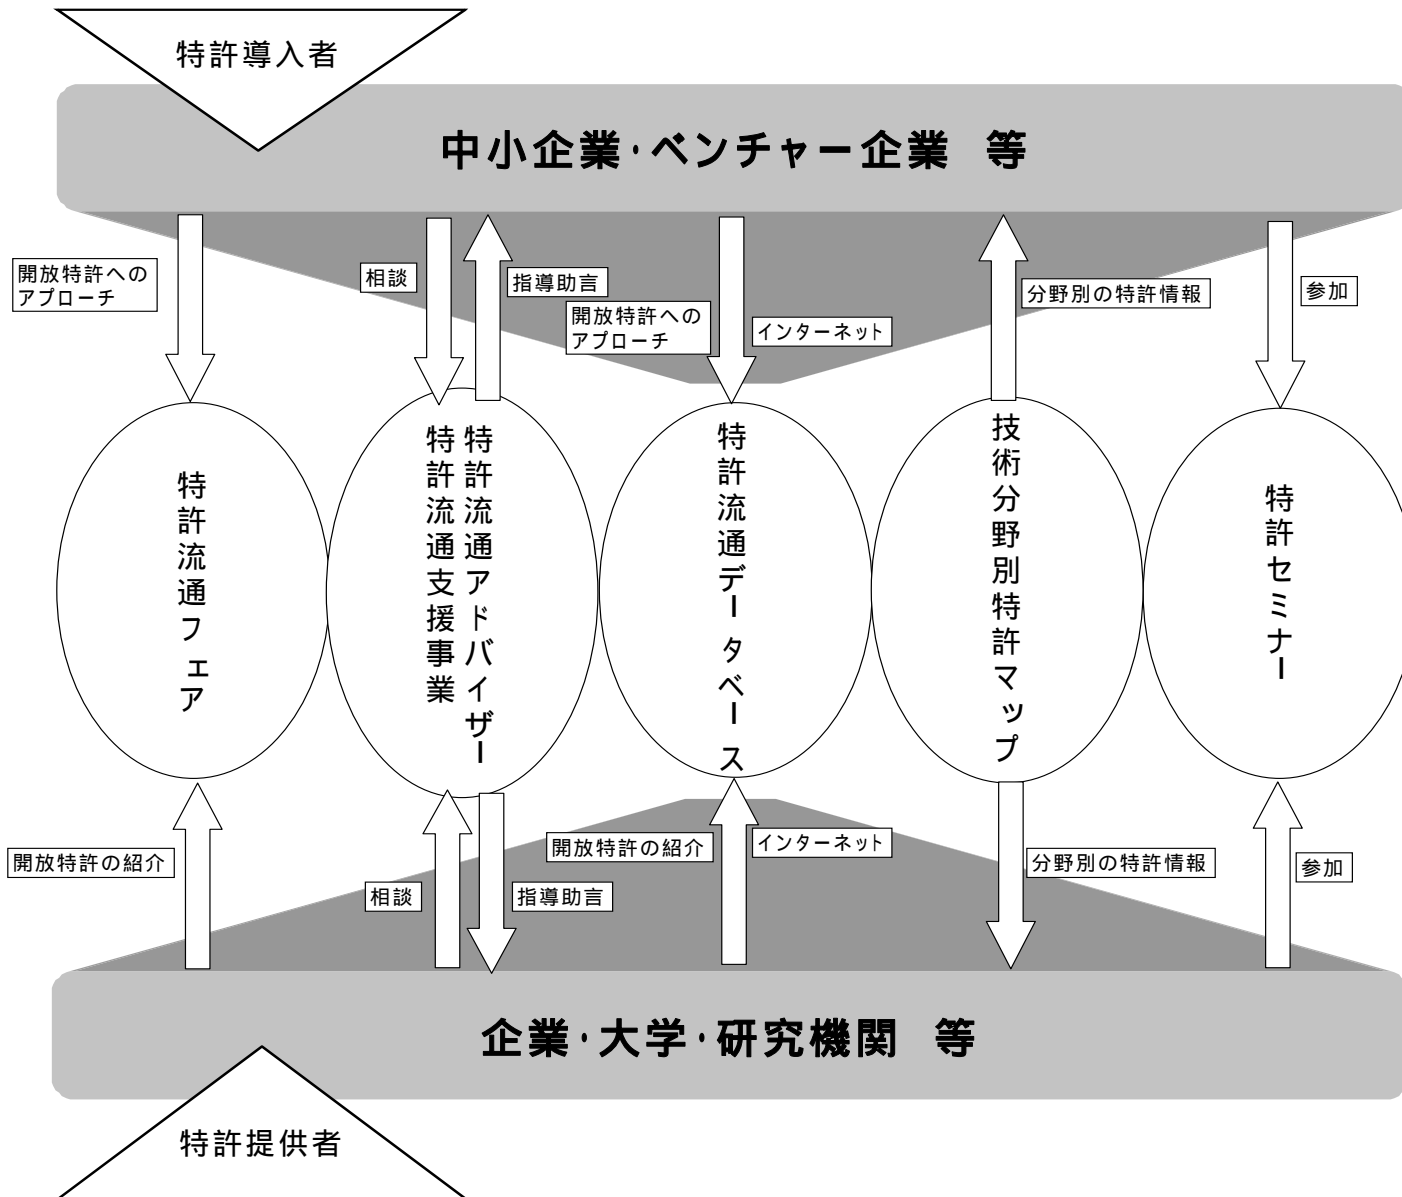 特許導入者
中小企業・ベンチャー企業 等
開放特許への
アプローチ
相談
指導助言
開放特許への
アプローチ
インターネット
分野別の特許情報
参加
特許流通フェア
特許流通アドバイザー
特許流通支援事業
特許流通データベース
技術分野別特許マップ
特許セミナー
開放特許の紹介
相談
指導助言
開放特許の紹介
インターネット
分野別の特許情報
参加
企業・大学・研究機関 等
特許提供者